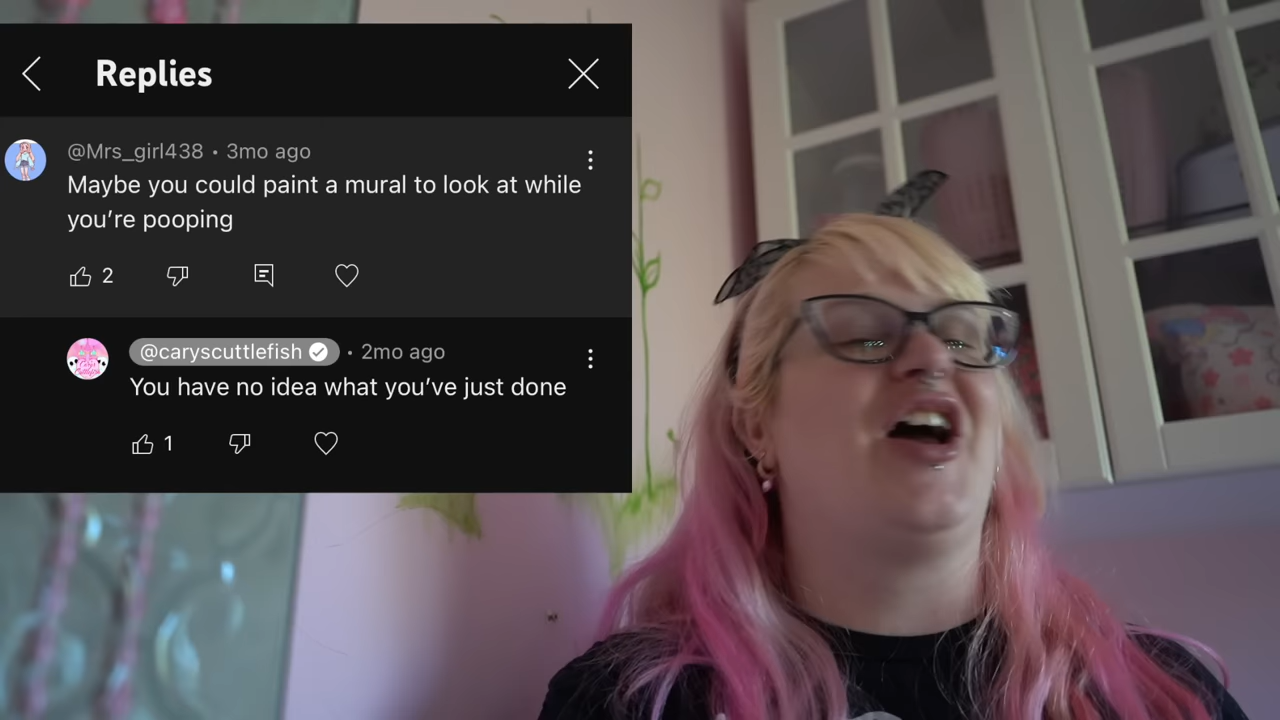 Replies
@Mrs_girl438 • 3mo ago
Maybe you could paint a mural to look at while
you're pooping
2
@caryscuttlefish • 2mo ago
You have no idea what you've just done
1